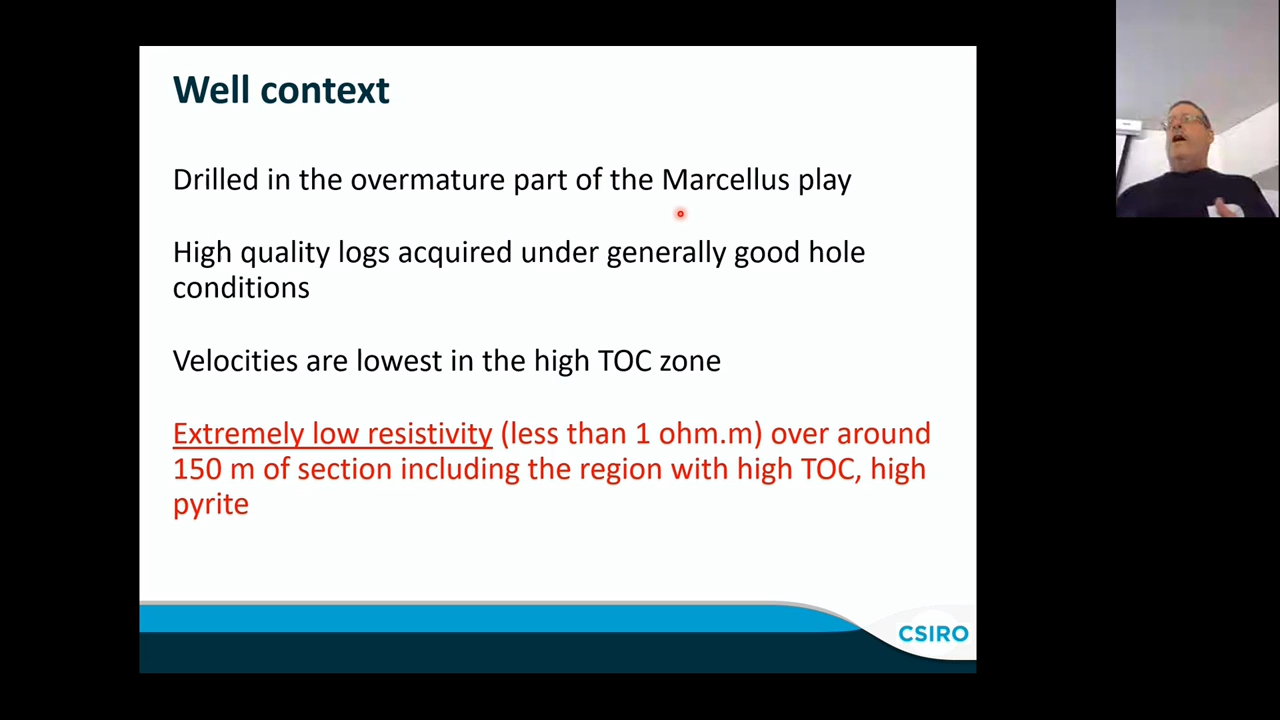 Well context
Drilled in the overmature part of the Marcellus play
High quality logs acquired under generally good hole
conditions
Velocities are lowest in the high TOC zone
Extremely low resistivity (less than 1 ohm.m) over around
150 m of section including the region with high TOC, high
pyrite
CSIRO